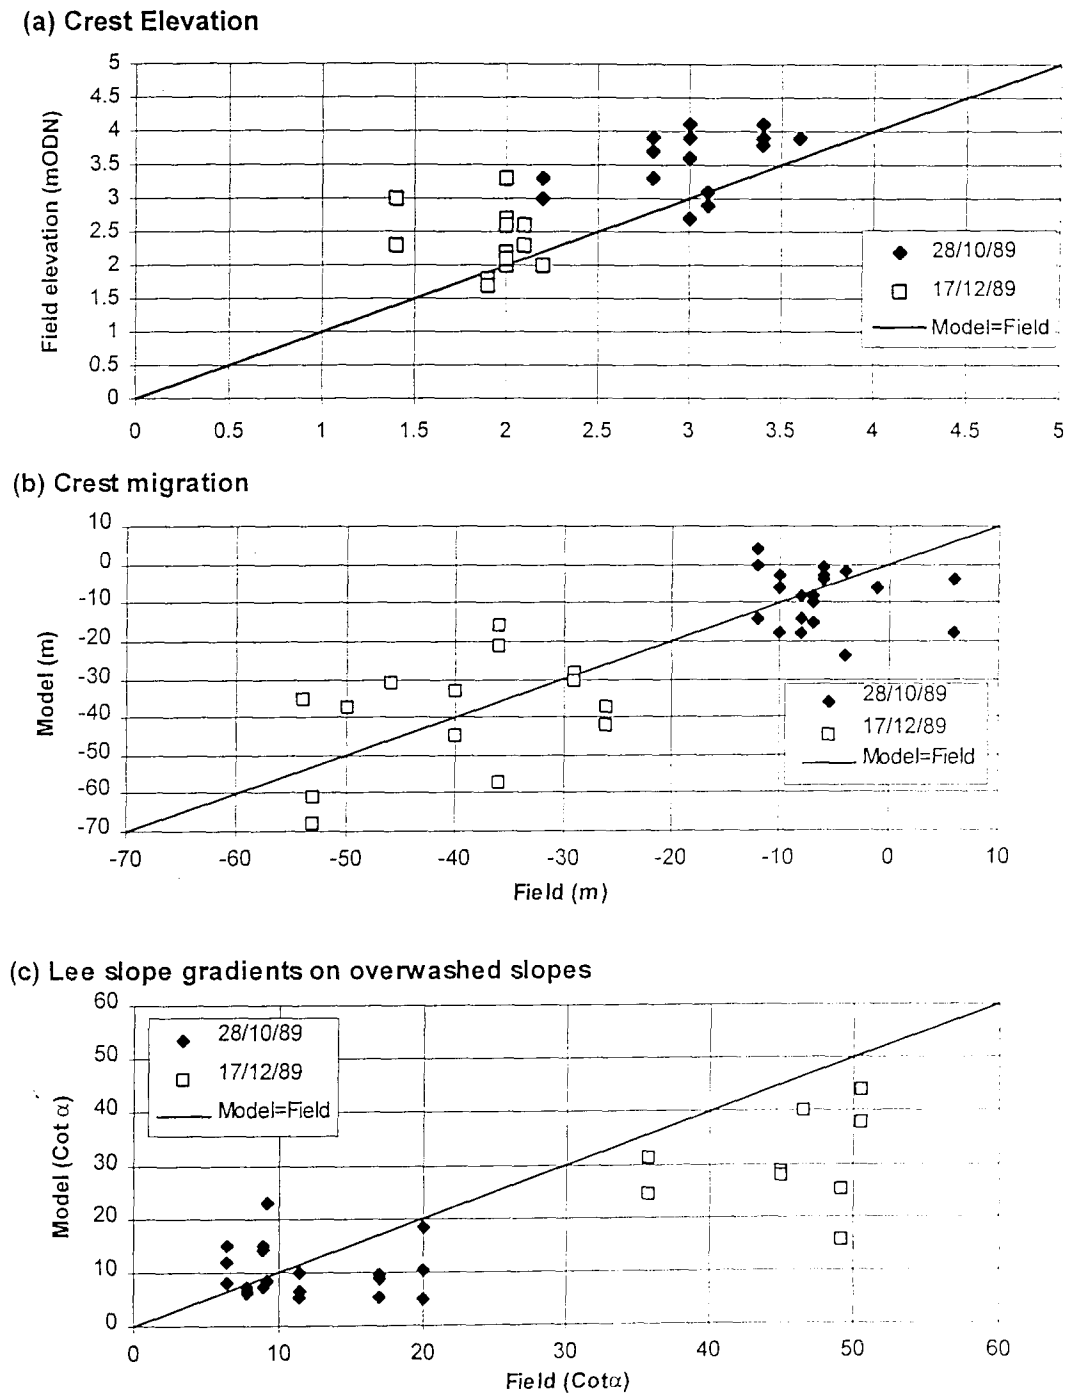 (a) Crest Elevation
5
4.5
4
3.5
3
2.5
2
1.5
1
0.5
0
Field elevation (mODN)
28/10/89
17/12/89
Model=Field
0 0.5 1 1.5 2 2.5 3 3.5 4 4.5 5
(b) Crest migration
10
0
-10
-20
-30
-40
-50
-60
-70
Model (m)
28/10/89
17/12/89
Model=Field
-70 -60 -50 -40 -30 -20 -10 0 10
Field (m)
(c) Lee slope gradients on overwashed slopes
60
50
40
30
20
10
0
Model (Cot α)
28/10/89
17/12/89
Model=Field
0 10 20 30 40 50 60
Field (Cotα)